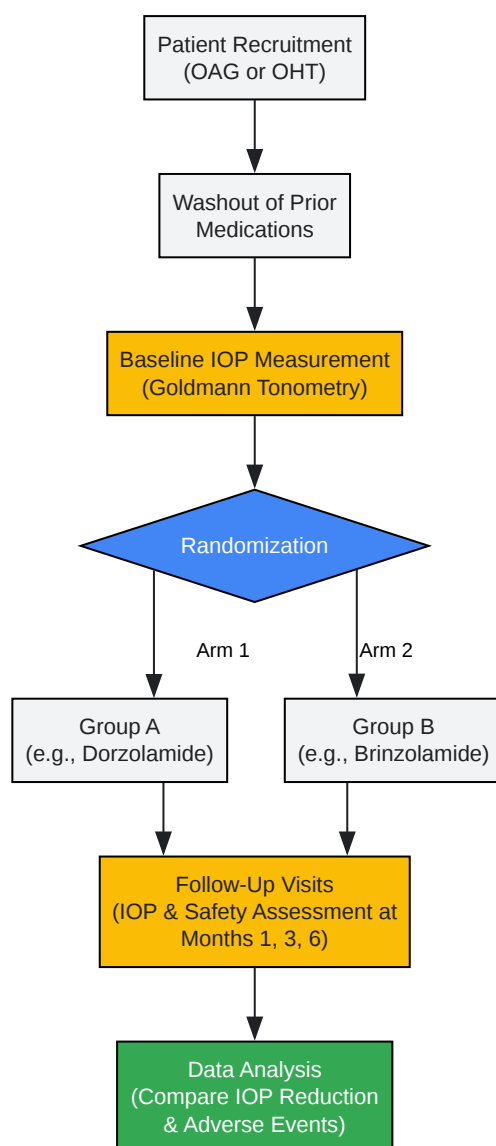 Patient Recruitment
(OAG or OHT)
Washout of Prior
Medications
Baseline IOP Measurement
(Goldmann Tonometry)
Randomization
Arm 1
Arm 2
Group A
(e.g., Dorzolamide)
Group B
(e.g., Brinzolamide)
Follow-Up Visits
(IOP & Safety Assessment at
Months 1, 3, 6)
Data Analysis
(Compare IOP Reduction
& Adverse Events)